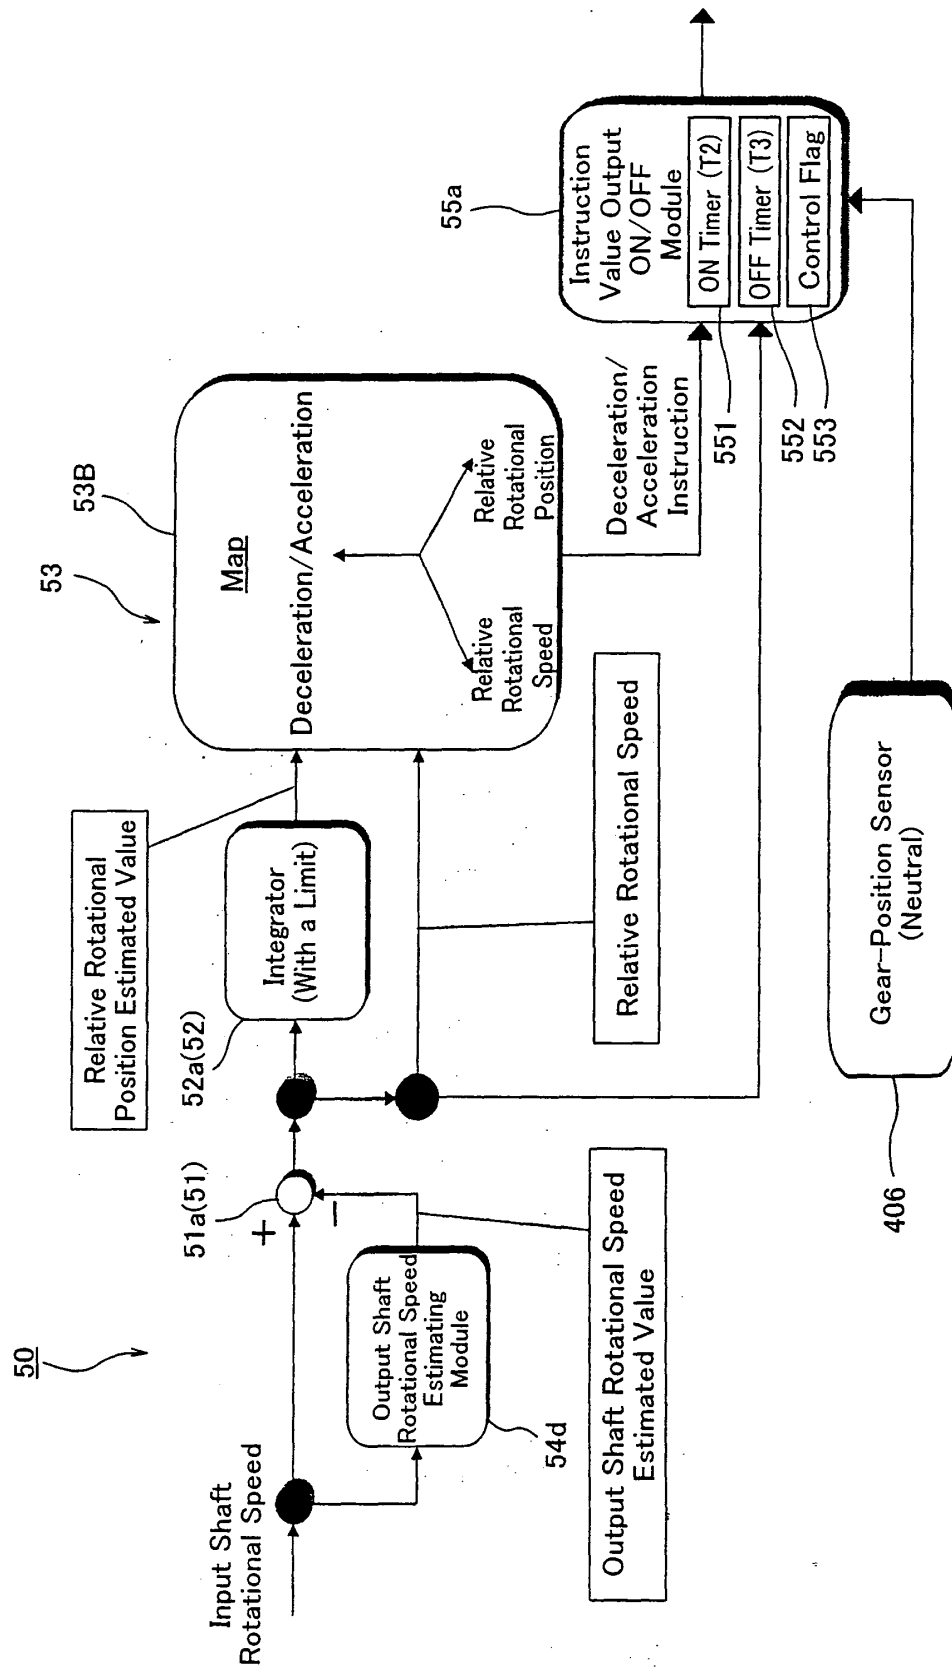 50
Input Shaft
Rotational Speed
Output Shaft
Rotational Speed
Estimating
Module
54d
+
−
51a(51)
Output Shaft Rotational Speed
Estimated Value
52a(52)
Integrator
(With a Limit)
Relative Rotational
Position Estimated Value
Relative Rotational Speed
53
53B
Map
Deceleration/Acceleration
Relative
Rotational
Speed
Relative
Rotational
Position
Deceleration/
Acceleration
Instruction
55a
Instruction
Value Output
ON/OFF
Module
ON Timer (T2)
OFF Timer (T3)
Control Flag
551
552
553
Gear-Position Sensor
(Neutral)
406